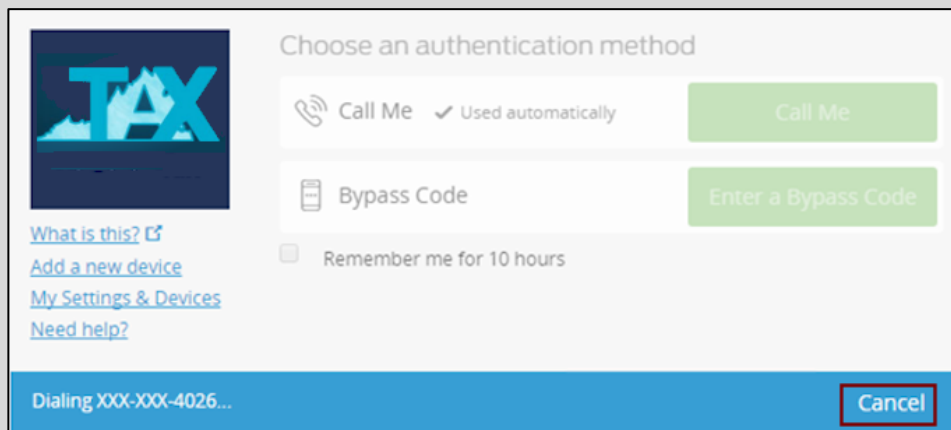 TAX
Choose an authentication method
Call Me ✓ Used automatically
Call Me
Bypass Code
Enter a Bypass Code
Remember me for 10 hours
What is this?
Add a new device
My Settings & Devices
Need help?
Dialing XXX-XXX-4026...
Cancel